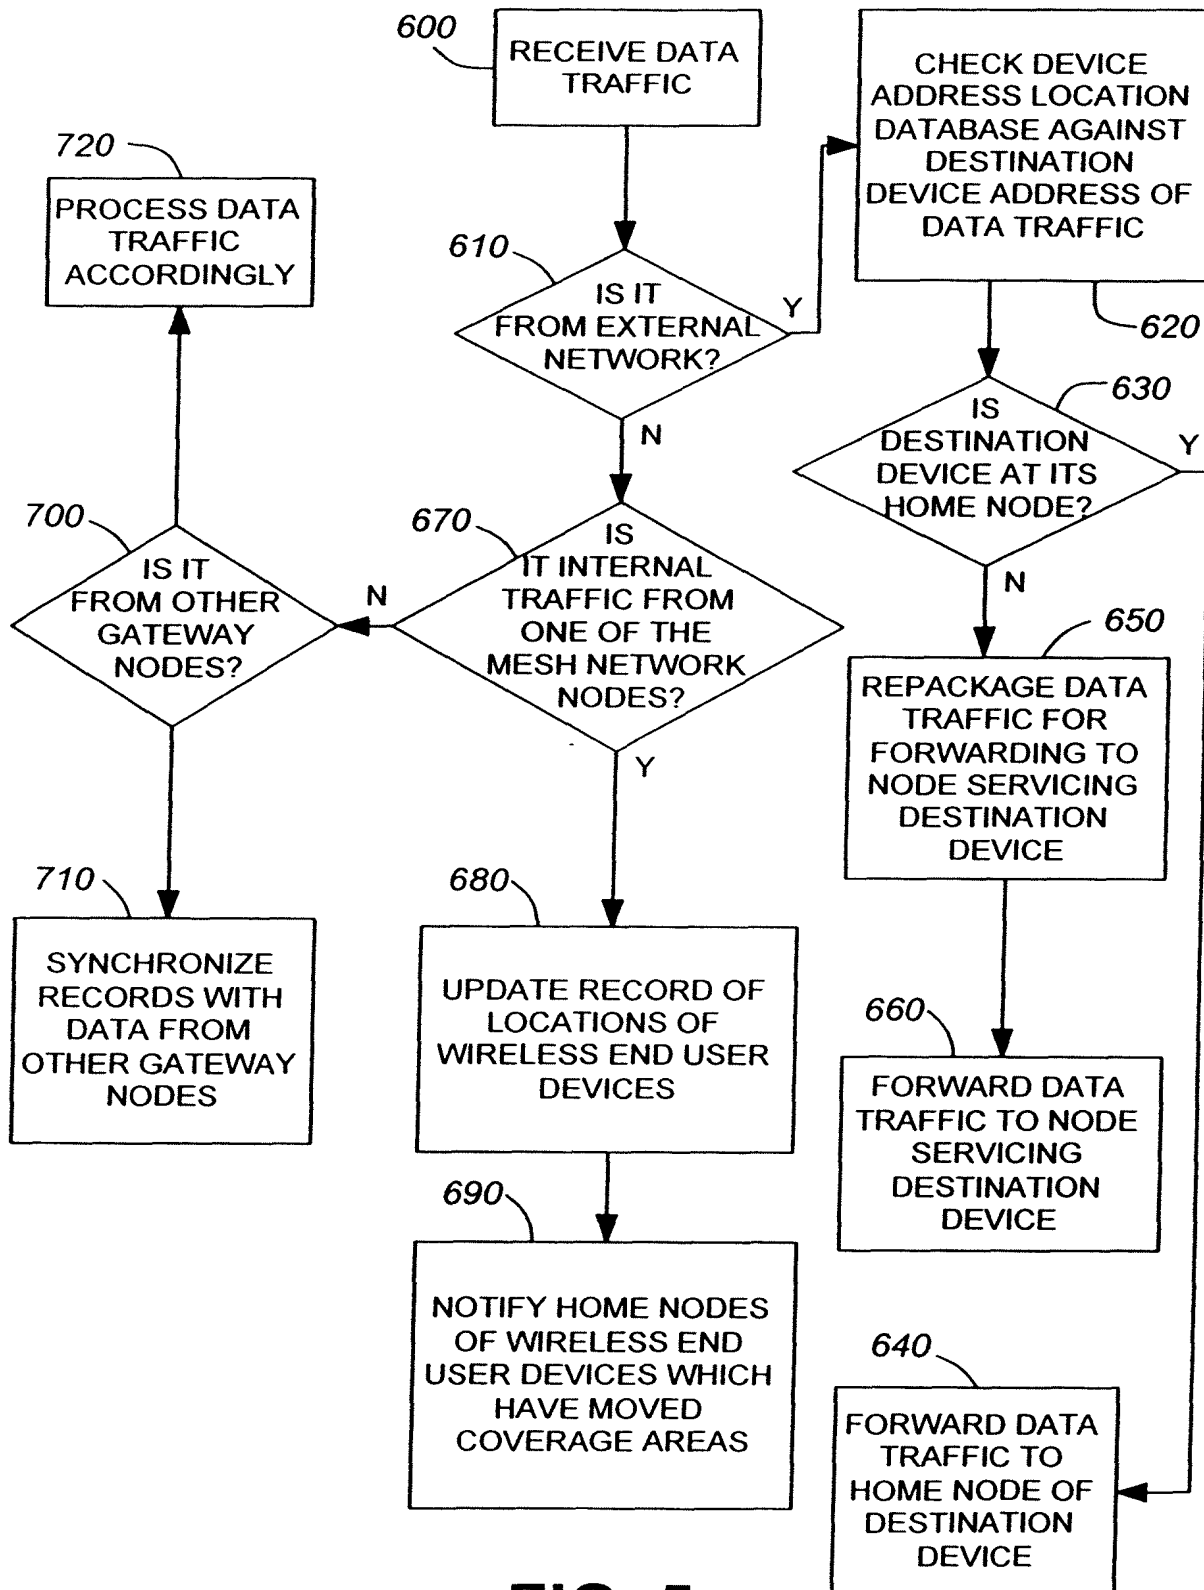 600
RECEIVE DATA
TRAFFIC
CHECK DEVICE
ADDRESS LOCATION
DATABASE AGAINST
DESTINATION
DEVICE ADDRESS OF
DATA TRAFFIC
620
720
PROCESS DATA
TRAFFIC
ACCORDINGLY
610
IS IT
FROM EXTERNAL
NETWORK?
Y
N
630
IS
DESTINATION
DEVICE AT ITS
HOME NODE?
Y
N
700
IS IT
FROM OTHER
GATEWAY
NODES?
N
670
IS
IT INTERNAL
TRAFFIC FROM
ONE OF THE
MESH NETWORK
NODES?
Y
650
REPACKAGE DATA
TRAFFIC FOR
FORWARDING TO
NODE SERVICING
DESTINATION
DEVICE
710
SYNCHRONIZE
RECORDS WITH
DATA FROM
OTHER GATEWAY
NODES
680
UPDATE RECORD OF
LOCATIONS OF
WIRELESS END USER
DEVICES
660
FORWARD DATA
TRAFFIC TO NODE
SERVICING
DESTINATION
DEVICE
690
NOTIFY HOME NODES
OF WIRELESS END
USER DEVICES WHICH
HAVE MOVED
COVERAGE AREAS
640
FORWARD DATA
TRAFFIC TO
HOME NODE OF
DESTINATION
DEVICE